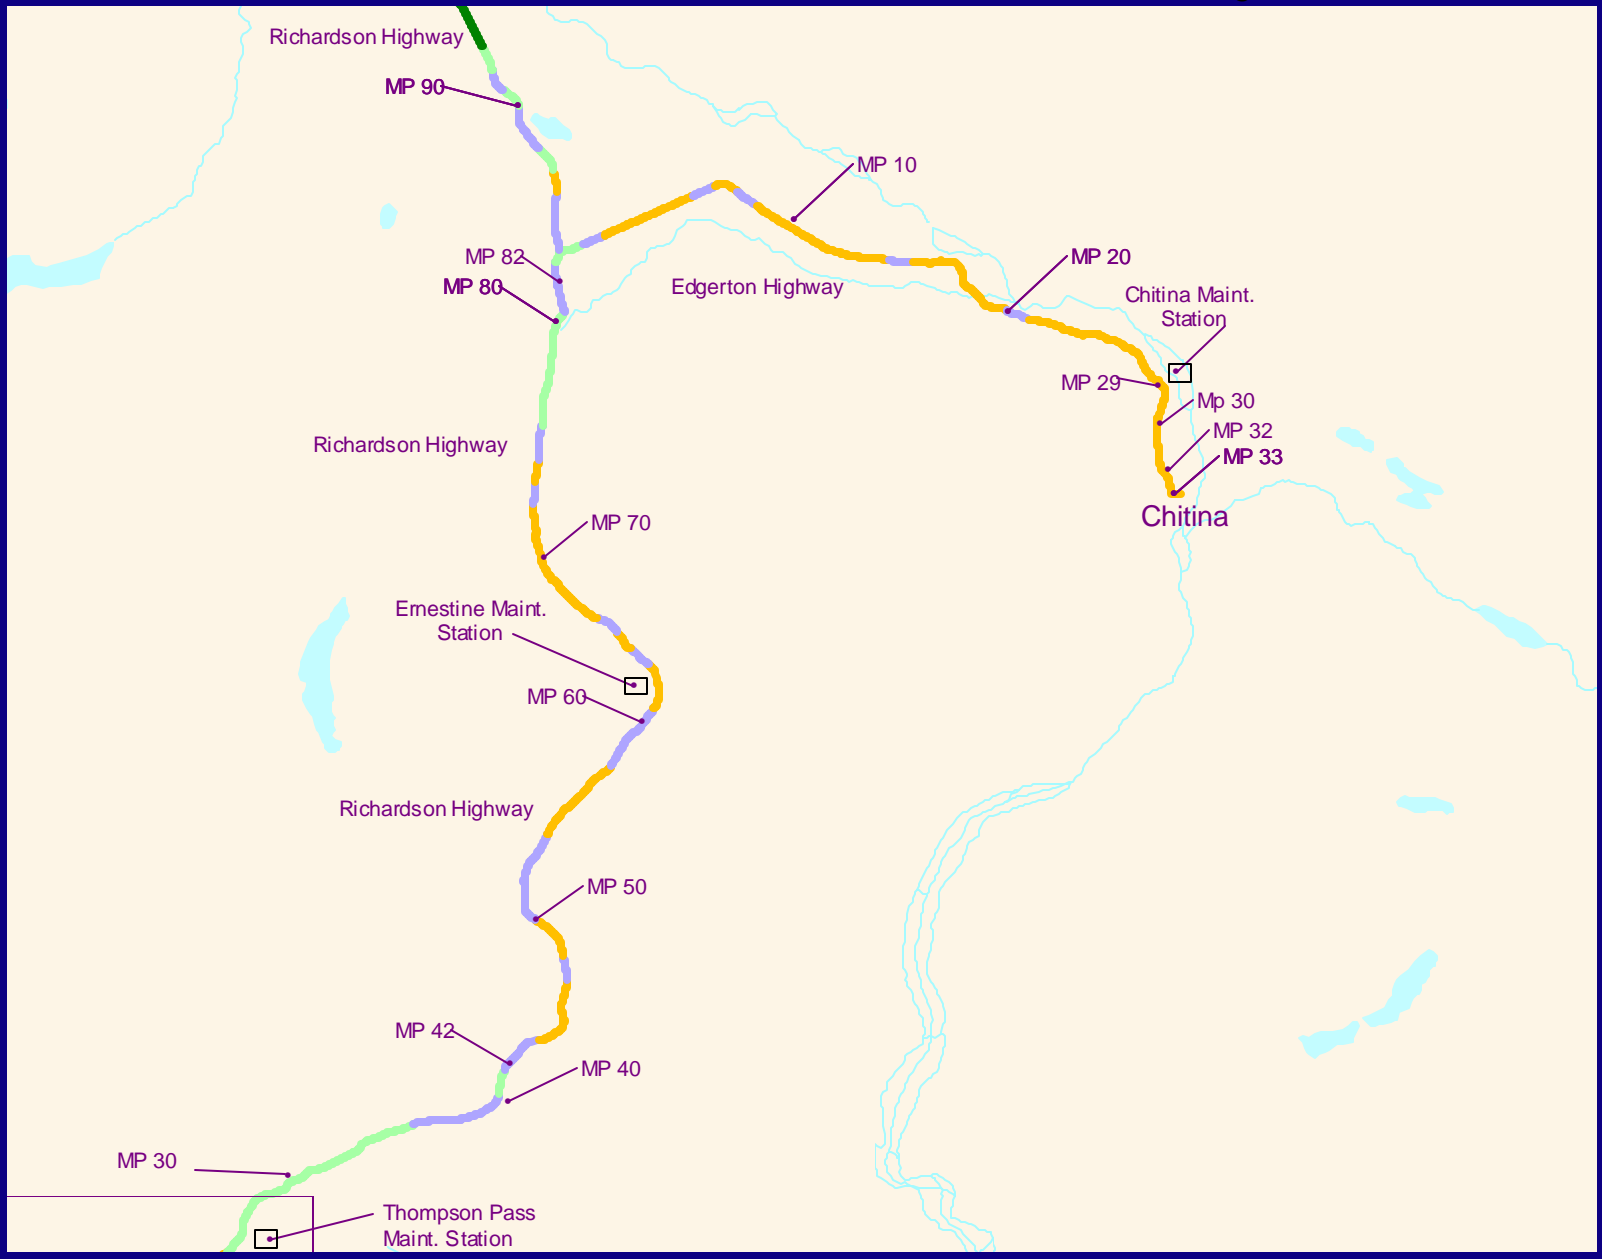 Richardson Highway
MP 90
MP 10
MP 82
MP 20
MP 80
Edgerton Highway
Chitina Maint.
Station
MP 29
Mp 30
MP 32
Richardson Highway
MP 33
Chitina
MP 70
Ernestine Maint.
Station
MP 60
Richardson Highway
MP 50
MP 42
MP 40
MP 30
Thompson Pass
Maint. Station